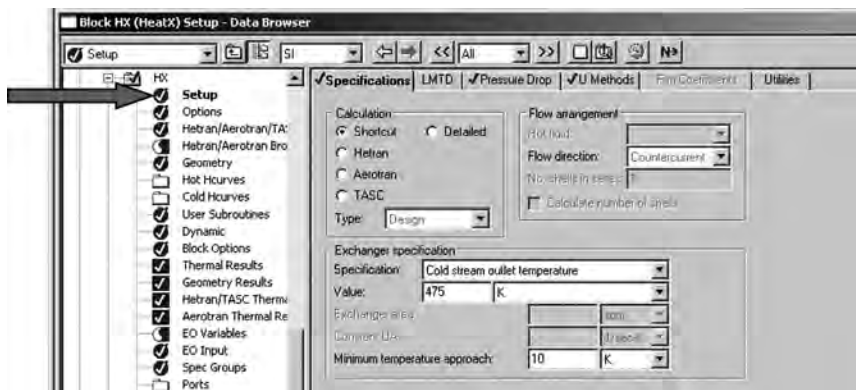 Block HX (HeatX) Setup - Data Browser
Setup SI << All >> N>
HX
Setup
Options
Hetran/Aerotran/TA
Hetran/Aerotran Bro
Geometry
Hot Hcurves
Cold Hcurves
User Subroutines
Dynamic
Block Options
Thermal Results
Geometry Results
Hetran/TASC Therma
Aerotran Thermal Re
EO Variables
EO Input
Spec Groups
Ports
Specifications LMTD Pressure Drop U Methods Film Coefficients Utilities
Calculation
Shortcut Detailed
Hetran
Aerotran
TASC
Type: Design
Flow arrangement
Hot fluid:
Flow direction: Countercurrent
No. shells in series: 1
Calculate number of shells
Exchanger specification
Specification: Cold stream outlet temperature
Value: 475 K
Exchanger area: sqm
Constant UA:
Minimum temperature approach: 10 K